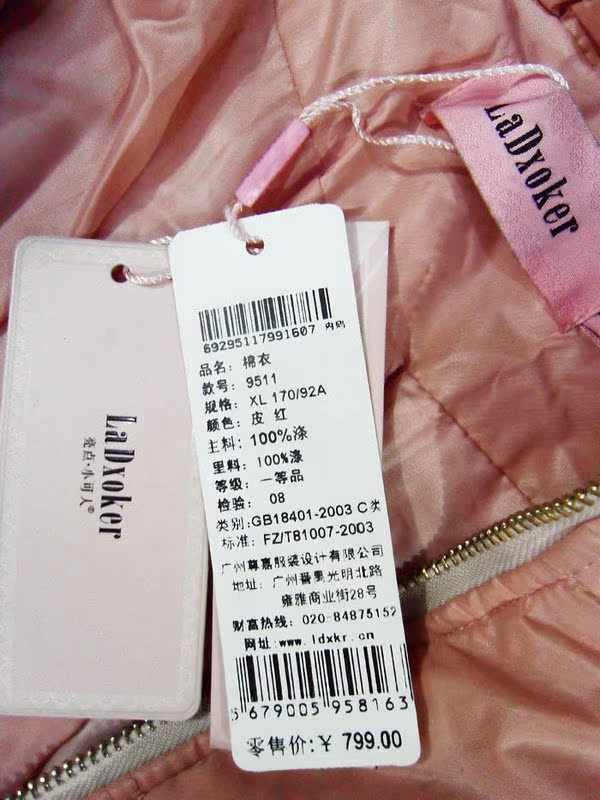 LaDxoker
LaDxoker
亮点·小可人®
69295117991607 内码
品名: 棉衣
款号: 9511
规格: XL 170/92A
颜色: 皮 红
主料: 100%涤
里料: 100%涤
等级: 一等品
检验: 08
类别:GB18401-2003 C类
标准: FZ/T81007-2003
广州尊嘉服装设计有限公司
地址: 广州番禺光明北路
雍雅商业街28号
财富热线: 020-84875152
网址:www.ldxkr.cn
5679005958163
零售价:￥ 799.00